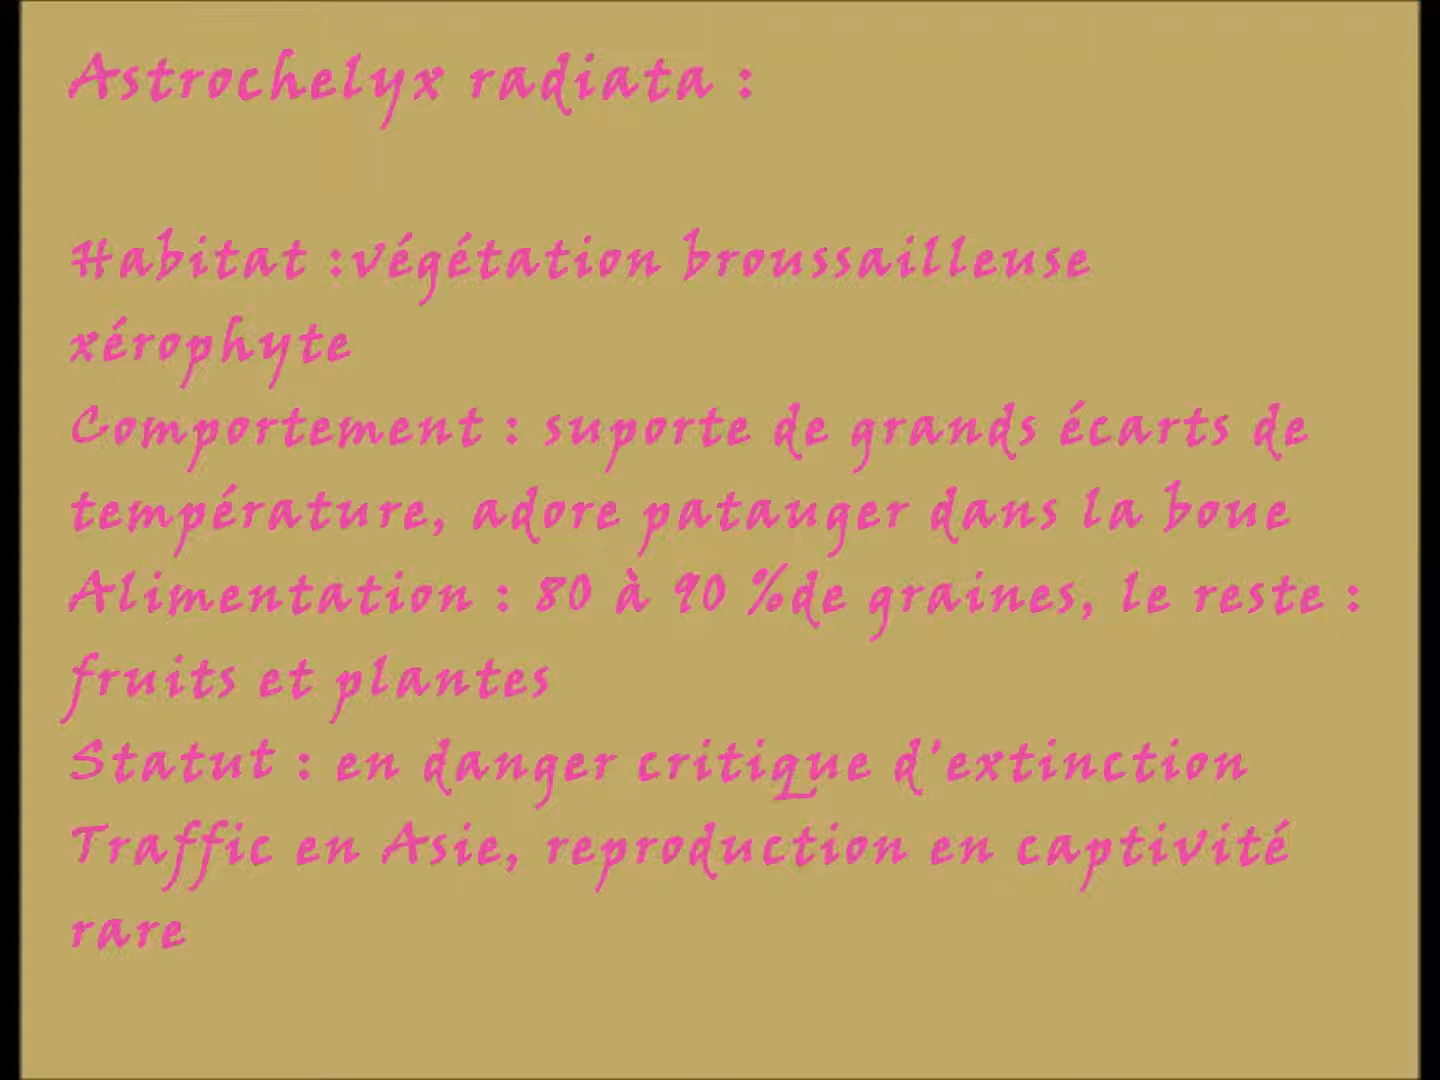 Astrochelyx radiata :
Habitat :végétation broussailleuse
xérophyte
Comportement : suporte de grands écarts de
température, adore patauger dans la boue
Alimentation : 80 à 90 %de graines, le reste :
fruits et plantes
Statut : en danger critique d'extinction
Traffic en Asie, reproduction en captivité
rare